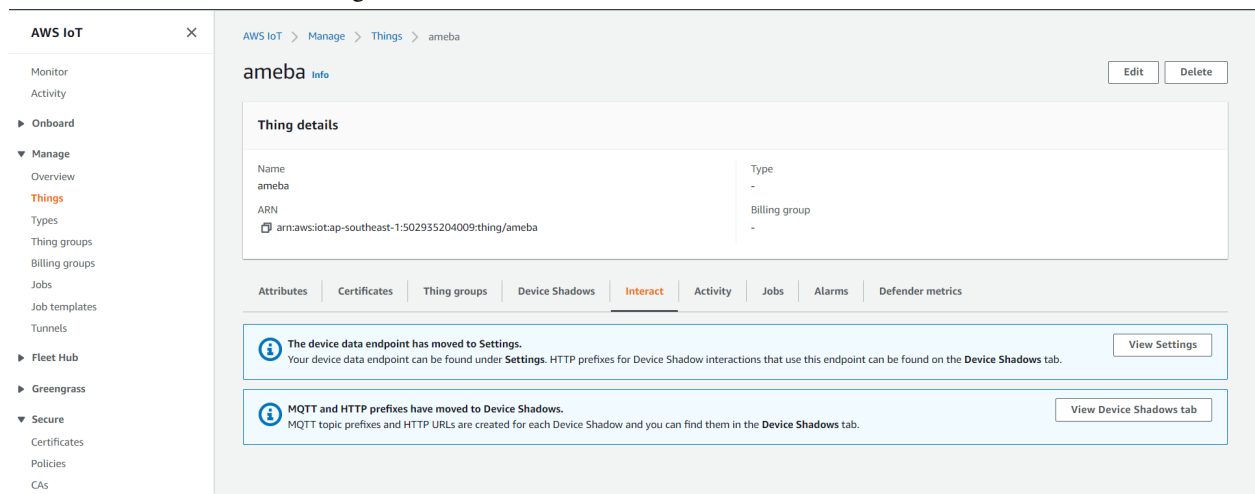 AWS IoT
Monitor
Activity
Onboard
Manage
Overview
Things
Types
Thing groups
Billing groups
Jobs
Job templates
Tunnels
Fleet Hub
Greengrass
Secure
Certificates
Policies
CAs
AWS IoT > Manage > Things > ameba
ameba Info
Edit
Delete
Thing details
Name
ameba
ARN
arn:aws:iot:ap-southeast-1:502935204009:thing/ameba
Type
-
Billing group
-
Attributes
Certificates
Thing groups
Device Shadows
Interact
Activity
Jobs
Alarms
Defender metrics
The device data endpoint has moved to Settings.
Your device data endpoint can be found under Settings. HTTP prefixes for Device Shadow interactions that use this endpoint can be found on the Device Shadows tab.
View Settings
MQTT and HTTP prefixes have moved to Device Shadows.
MQTT topic prefixes and HTTP URLs are created for each Device Shadow and you can find them in the Device Shadows tab.
View Device Shadows tab